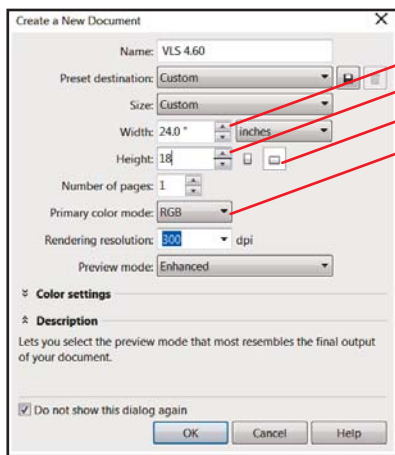 Create a New Document
Name: VLS 4.60
Preset destination: Custom
Size: Custom
Width: 24.0 " inches
Height: 18
Number of pages: 1
Primary color mode: RGB
Rendering resolution: 300 dpi
Preview mode: Enhanced
Color settings
Description
Lets you select the preview mode that most resembles the final output
of your document.
Do not show this dialog again
OK Cancel Help